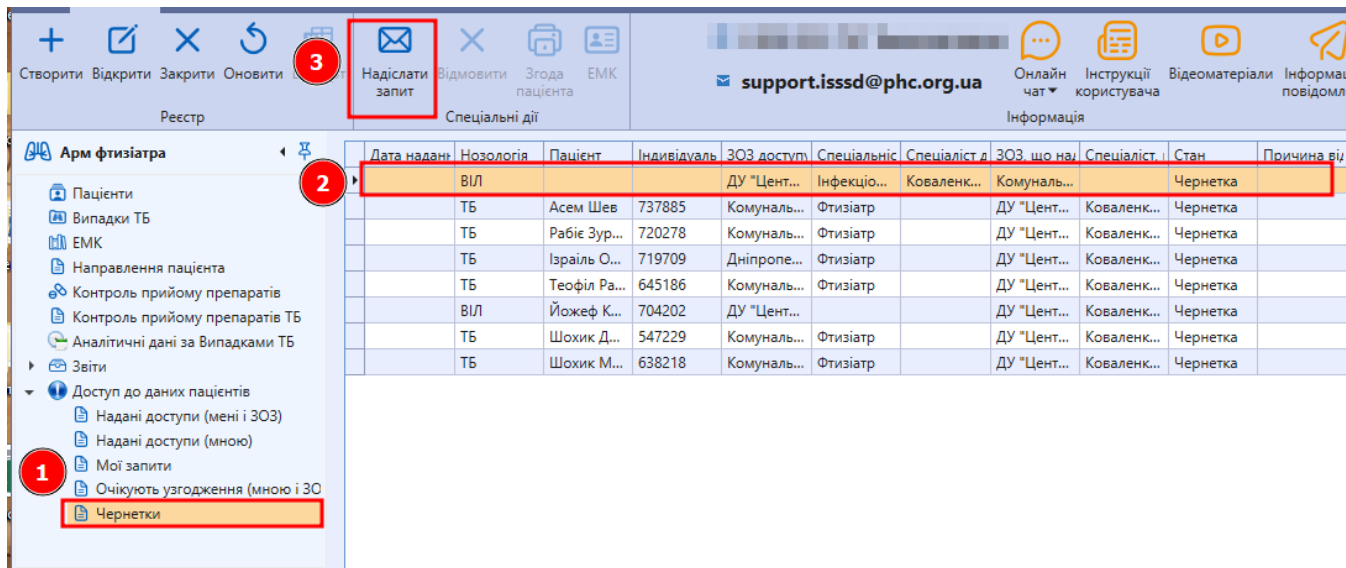 Створити Відкрити Закрити Оновити
3
Надіслати запит
Відмовити
Згода пацієнта
ЕМК
support.isssd@phc.org.ua
Онлайн чат
Інструкції користувача
Відеоматеріали
Реєстр
Спеціальні дії
Інформація
Арм фтизіатра
Пацієнти
Випадки ТБ
ЕМК
Направлення пацієнта
Контроль прийому препаратів
Контроль прийому препаратів ТБ
Аналітичні дані за Випадками ТБ
Звіти
Доступ до даних пацієнтів
Надані доступи (мені і ЗОЗ)
Надані доступи (мною)
1
Мої запити
Очікують узгодження (мною і ЗО
Чернетки
Дата наданн Нозологія Пацієнт Індивідуаль ЗОЗ доступу Спеціальніс Спеціаліст д ЗОЗ, що над Спеціаліст, Стан Причина від
2
ВІЛ ДУ "Цент... Інфекціо... Коваленк... Комуналь... Чернетка
ТБ Асем Шев 737885 Комуналь... Фтизіатр ДУ "Цент... Коваленк... Чернетка
ТБ Рабіє Зур... 720278 Комуналь... Фтизіатр ДУ "Цент... Коваленк... Чернетка
ТБ Ізраіль О... 719709 Дніпропе... Фтизіатр ДУ "Цент... Коваленк... Чернетка
ТБ Теофіл Ра... 645186 Комуналь... Фтизіатр ДУ "Цент... Коваленк... Чернетка
ВІЛ Йожеф К... 704202 ДУ "Цент... ДУ "Цент... Коваленк... Чернетка
ТБ Шохик Д... 547229 Комуналь... Фтизіатр ДУ "Цент... Коваленк... Чернетка
ТБ Шохик М... 638218 Комуналь... Фтизіатр ДУ "Цент... Коваленк... Чернетка